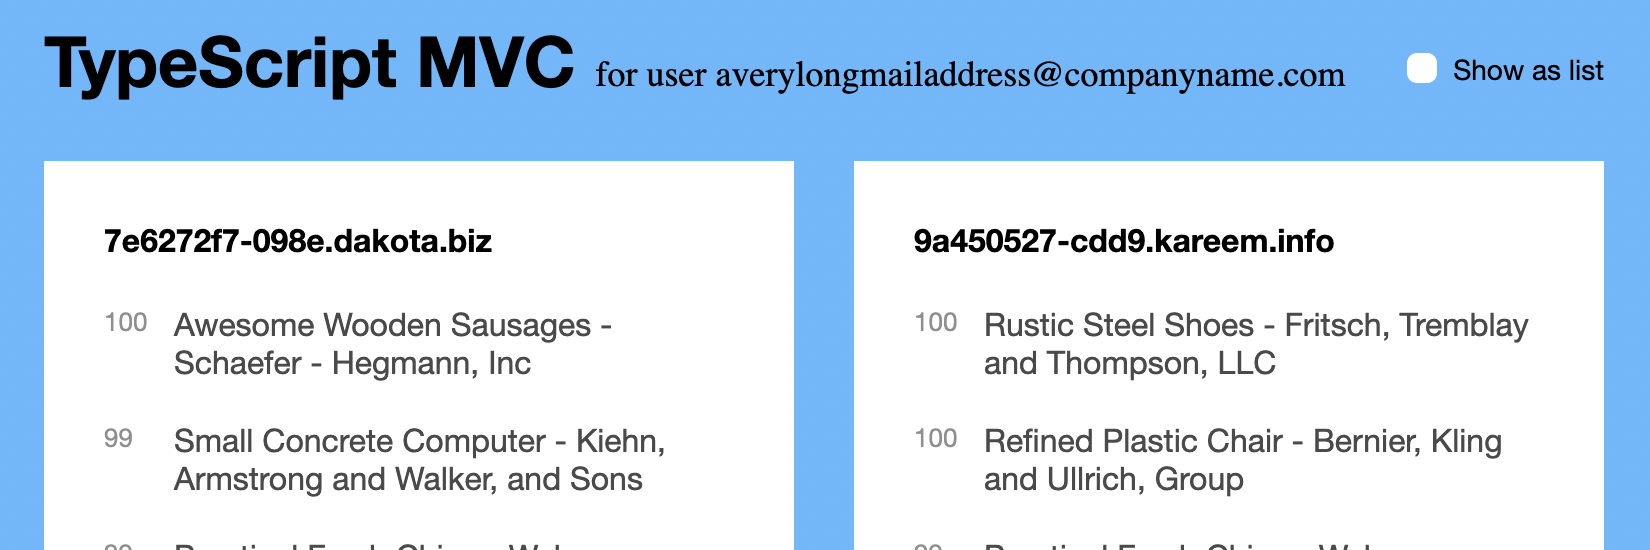 TypeScript MVC for user averylongmailaddress@companyname.com Show as list
7e6272f7-098e.dakota.biz
100 Awesome Wooden Sausages -
Schaefer - Hegmann, Inc
99 Small Concrete Computer - Kiehn,
Armstrong and Walker, and Sons
9a450527-cdd9.kareem.info
100 Rustic Steel Shoes - Fritsch, Tremblay
and Thompson, LLC
100 Refined Plastic Chair - Bernier, Kling
and Ullrich, Group